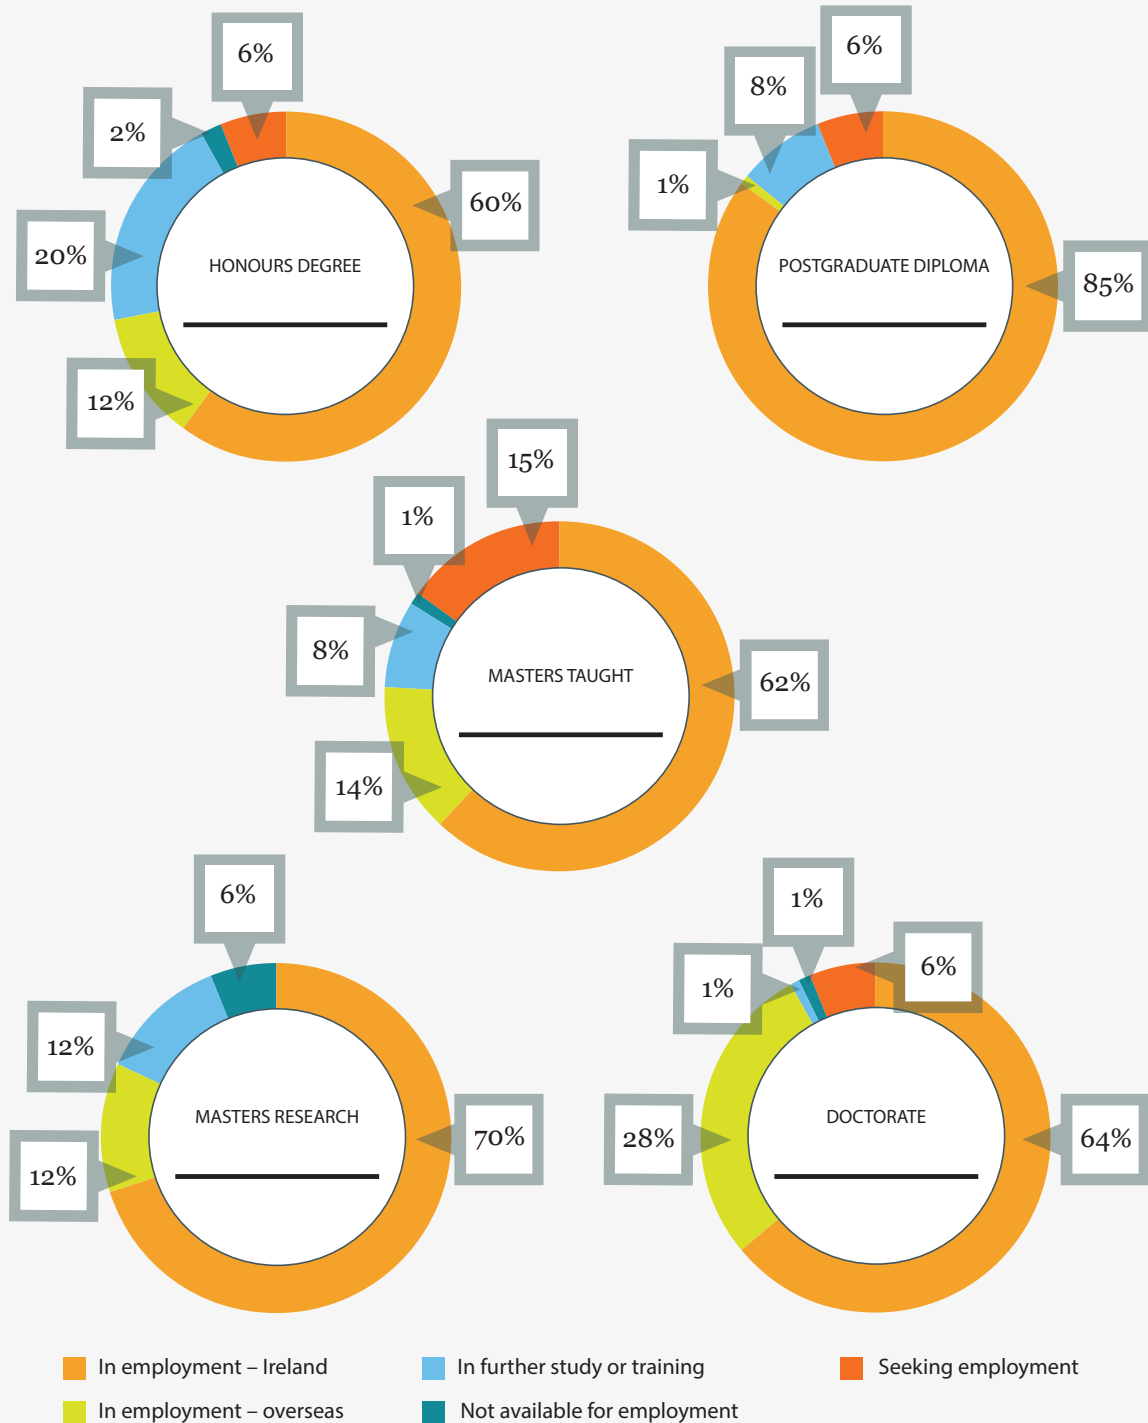 6%
2%
60%
20%
HONOURS DEGREE
12%
6%
8%
1%
POSTGRADUATE DIPLOMA
85%
15%
1%
8%
MASTERS TAUGHT
62%
14%
6%
12%
MASTERS RESEARCH
70%
12%
1%
6%
1%
DOCTORATE
28%
64%
In employment – Ireland
In further study or training
Seeking employment
In employment – overseas
Not available for employment